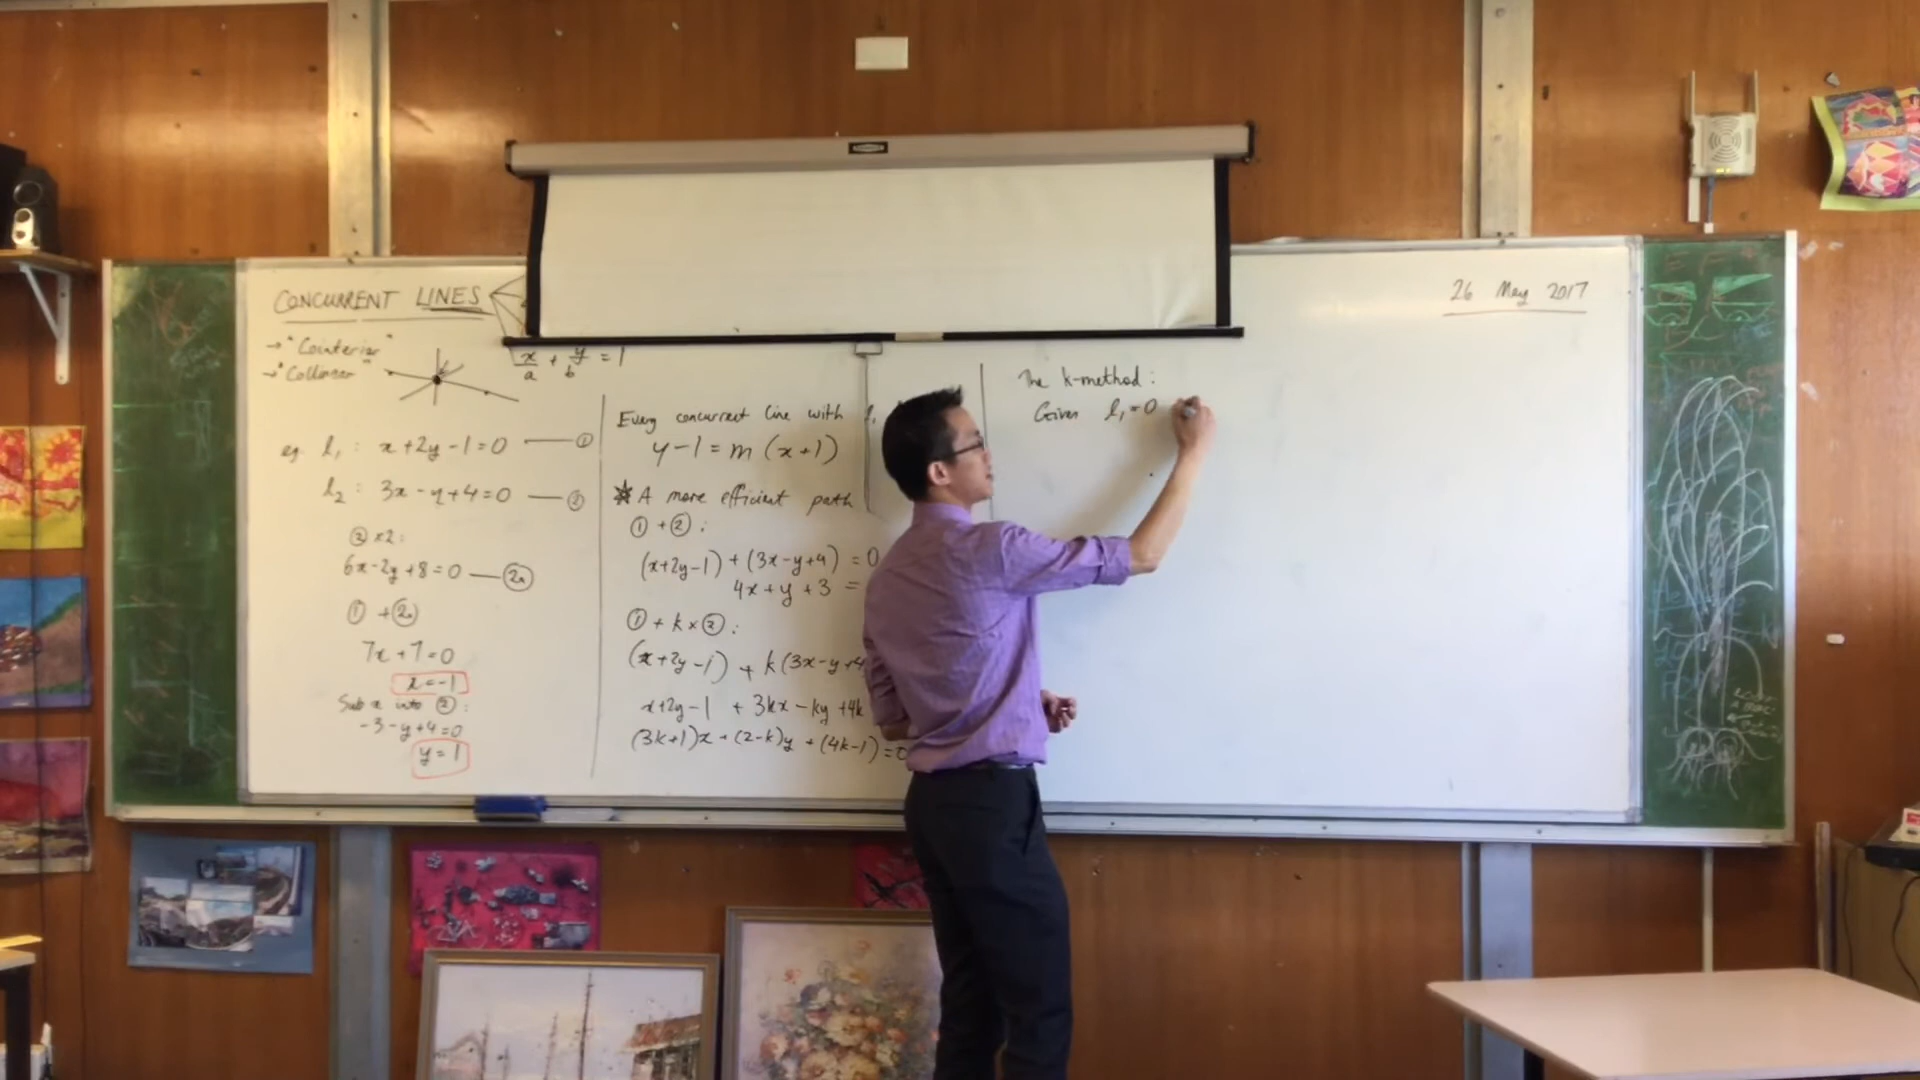 CONCURRENT LINES
→ "Cointerior"
→ "Collinear
x/a + y/b = 1
eg. l₁ : x+2y-1=0 — ①
l₂ : 3x-y+4=0 — ②
② x2:
6x-2y+8=0 — 2a
① + 2a
7x+7=0
x=-1
Sub x into ② :
-3-y+4=0
y=1
Every concurrent line with l₁
y-1=m(x+1)
A more efficient path
① + ② :
(x+2y-1)+(3x-y+4) = 0
4x+y+3 =
① + k x ② :
(x+2y-1) + k(3x-y+4
x+2y-1 + 3kx-ky+4k
(3k+1)x+(2-k)y+(4k-1)=0
The k-method :
Given l₁=0
26 May 2017